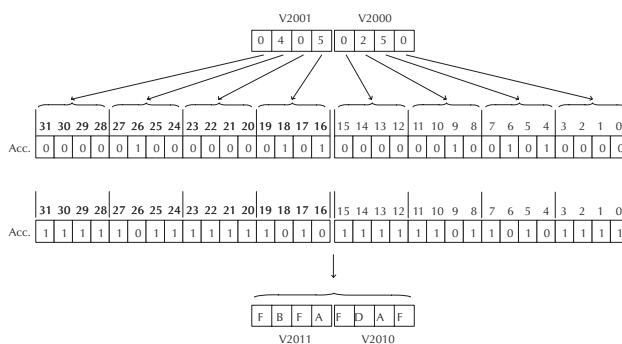 V2001 V2000
0 4 0 5 0 2 5 0
31 30 29 28 27 26 25 24 23 22 21 20 19 18 17 16 15 14 13 12 11 10 9 8 7 6 5 4 3 2 1 0
Acc. 0 0 0 0 0 1 0 0 0 0 0 0 0 1 0 1 0 0 0 0 0 0 1 0 0 1 0 1 0 0 0 0
31 30 29 28 27 26 25 24 23 22 21 20 19 18 17 16 15 14 13 12 11 10 9 8 7 6 5 4 3 2 1 0
Acc. 1 1 1 1 1 0 1 1 1 1 1 1 1 0 1 0 1 1 1 1 1 1 0 1 1 0 1 0 1 1 1 1
F B F A F D A F
V2011 V2010